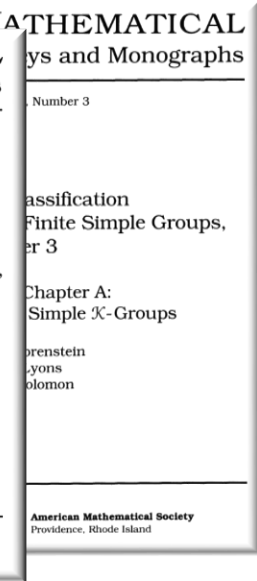 ATHEMATICAL
ys and Monographs
, Number 3
assification
Finite Simple Groups,
er 3
Chapter A:
Simple 𝒦-Groups
orenstein
Lyons
olomon
American Mathematical Society
Providence, Rhode Island